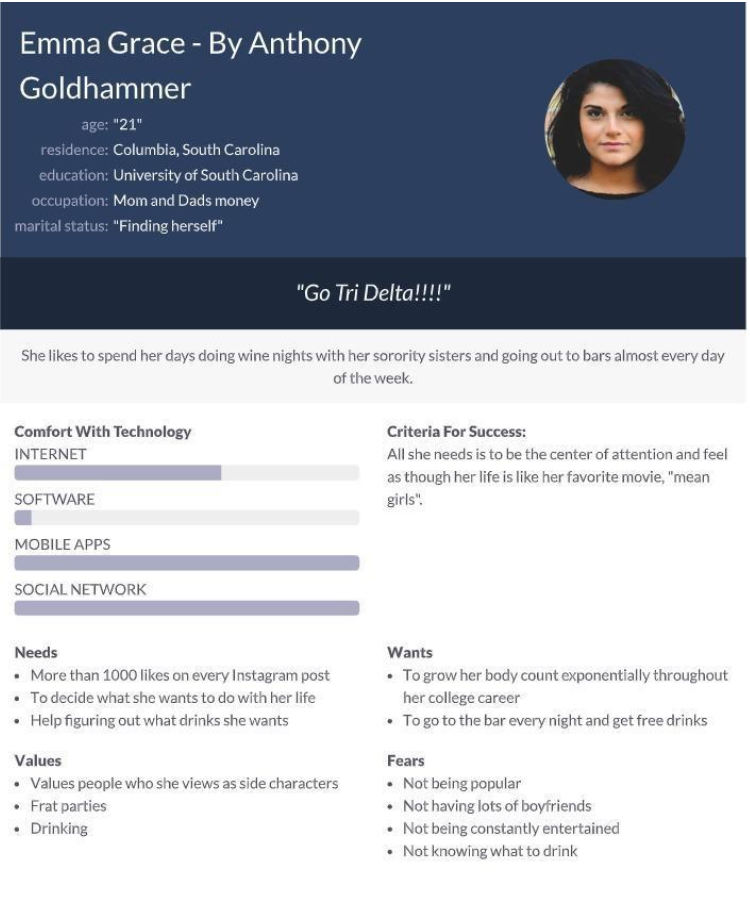 Emma Grace - By Anthony
Goldhammer
age: "21"
residence: Columbia, South Carolina
education: University of South Carolina
occupation: Mom and Dads money
marital status: "Finding herself"
"Go Tri Delta!!!!"
She likes to spend her days doing wine nights with her sorority sisters and going out to bars almost every day
of the week.
Comfort With Technology
INTERNET
SOFTWARE
MOBILE APPS
SOCIAL NETWORK
Criteria For Success:
All she needs is to be the center of attention and feel
as though her life is like her favorite movie, "mean
girls".
Needs
• More than 1000 likes on every Instagram post
• To decide what she wants to do with her life
• Help figuring out what drinks she wants
Wants
• To grow her body count exponentially throughout
her college career
• To go to the bar every night and get free drinks
Values
• Values people who she views as side characters
• Frat parties
• Drinking
Fears
• Not being popular
• Not having lots of boyfriends
• Not being constantly entertained
• Not knowing what to drink